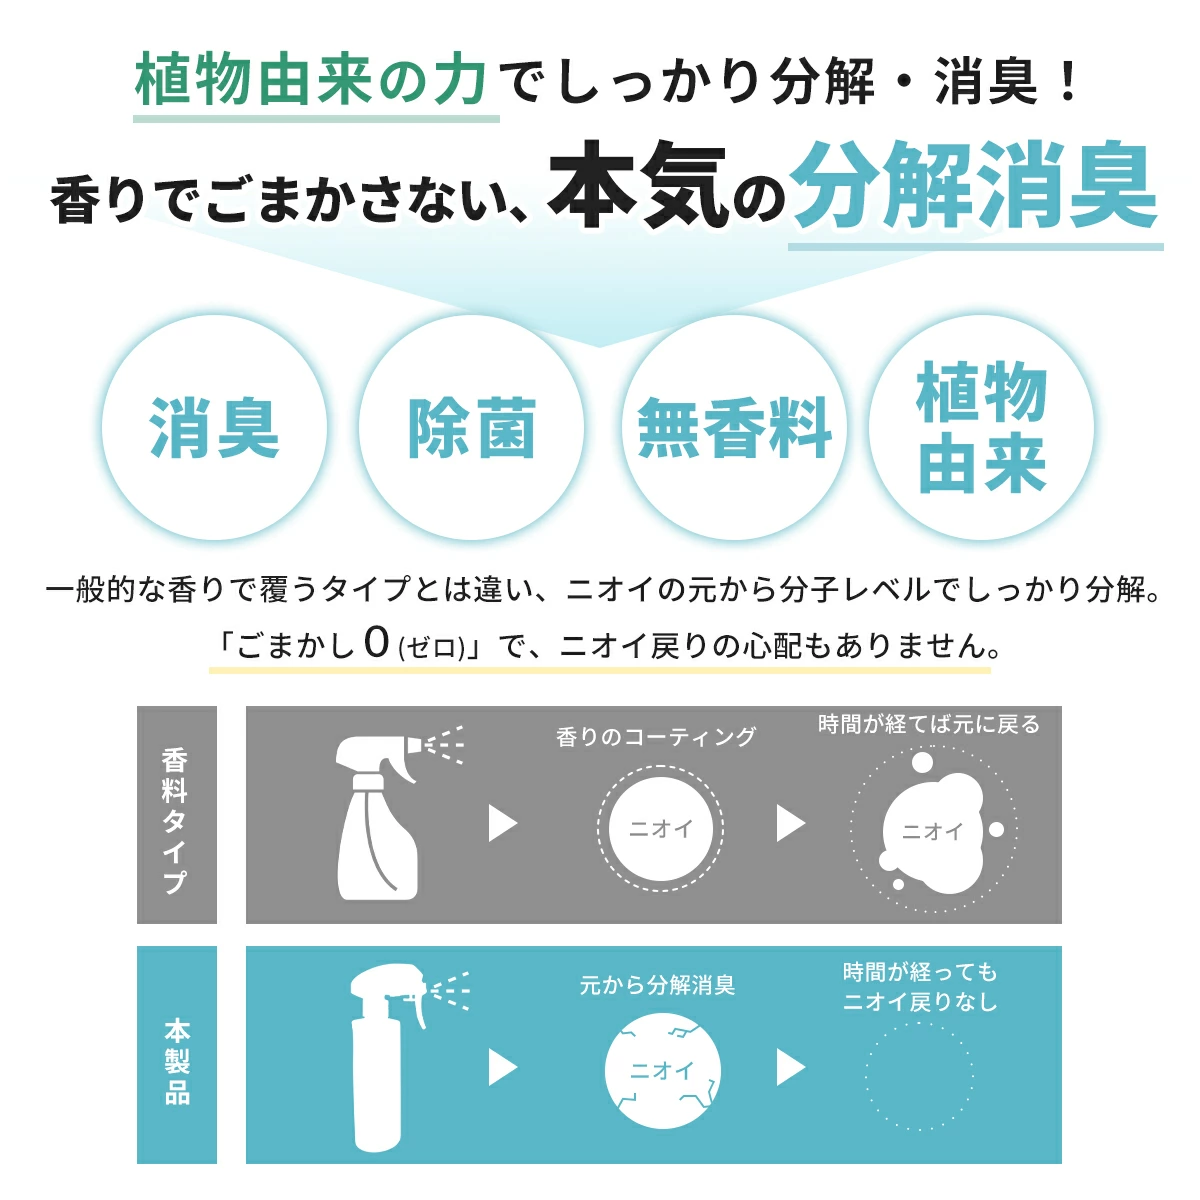 植物由来の力でしっかり分解・消臭！
香りでごまかさない、本気の分解消臭
消臭
除菌
無香料
植物
由来
一般的な香りで覆うタイプとは違い、ニオイの元から分子レベルでしっかり分解。
「ごまかし0(ゼロ)」で、ニオイ戻りの心配もありません。
香料タイプ
香りのコーティング
ニオイ
時間が経てば元に戻る
ニオイ
本製品
元から分解消臭
ニオイ
時間が経っても
ニオイ戻りなし